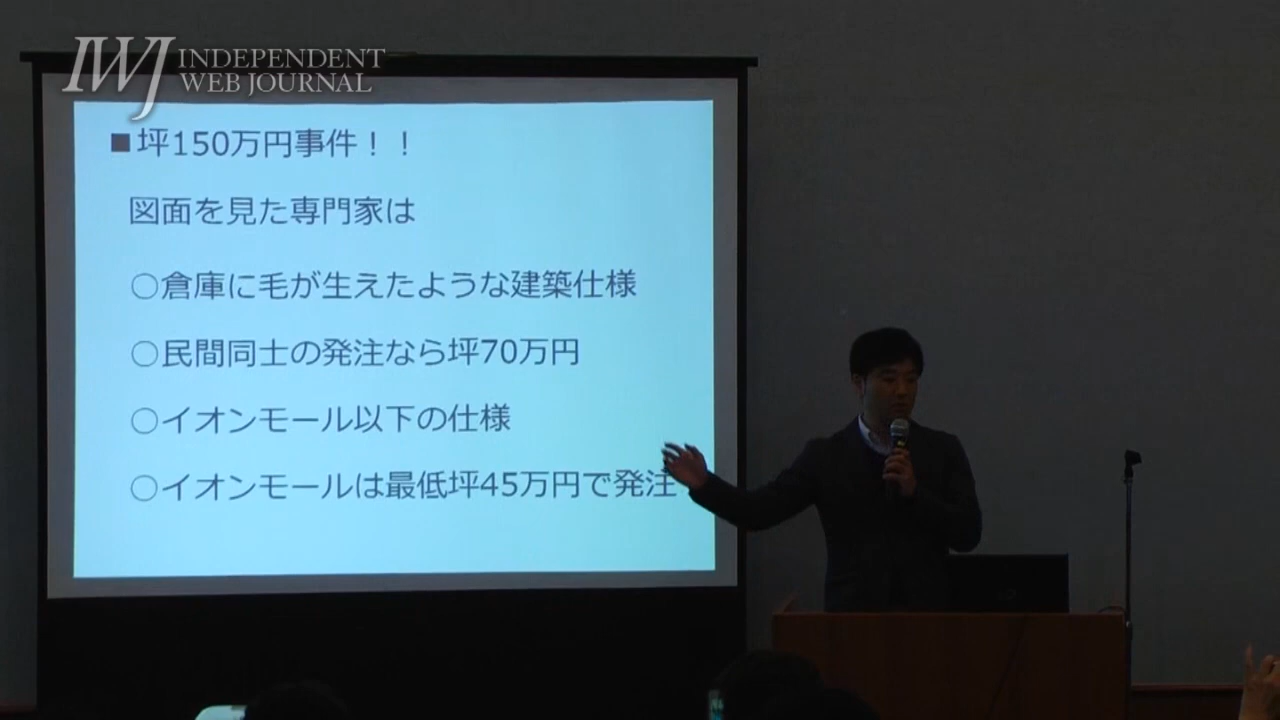 IWJ INDEPENDENT
WEB JOURNAL
■坪150万円事件！！
図面を見た専門家は
○倉庫に毛が生えたような建築仕様
○民間同士の発注なら坪70万円
○イオンモール以下の仕様
○イオンモールは最低坪45万円で発注